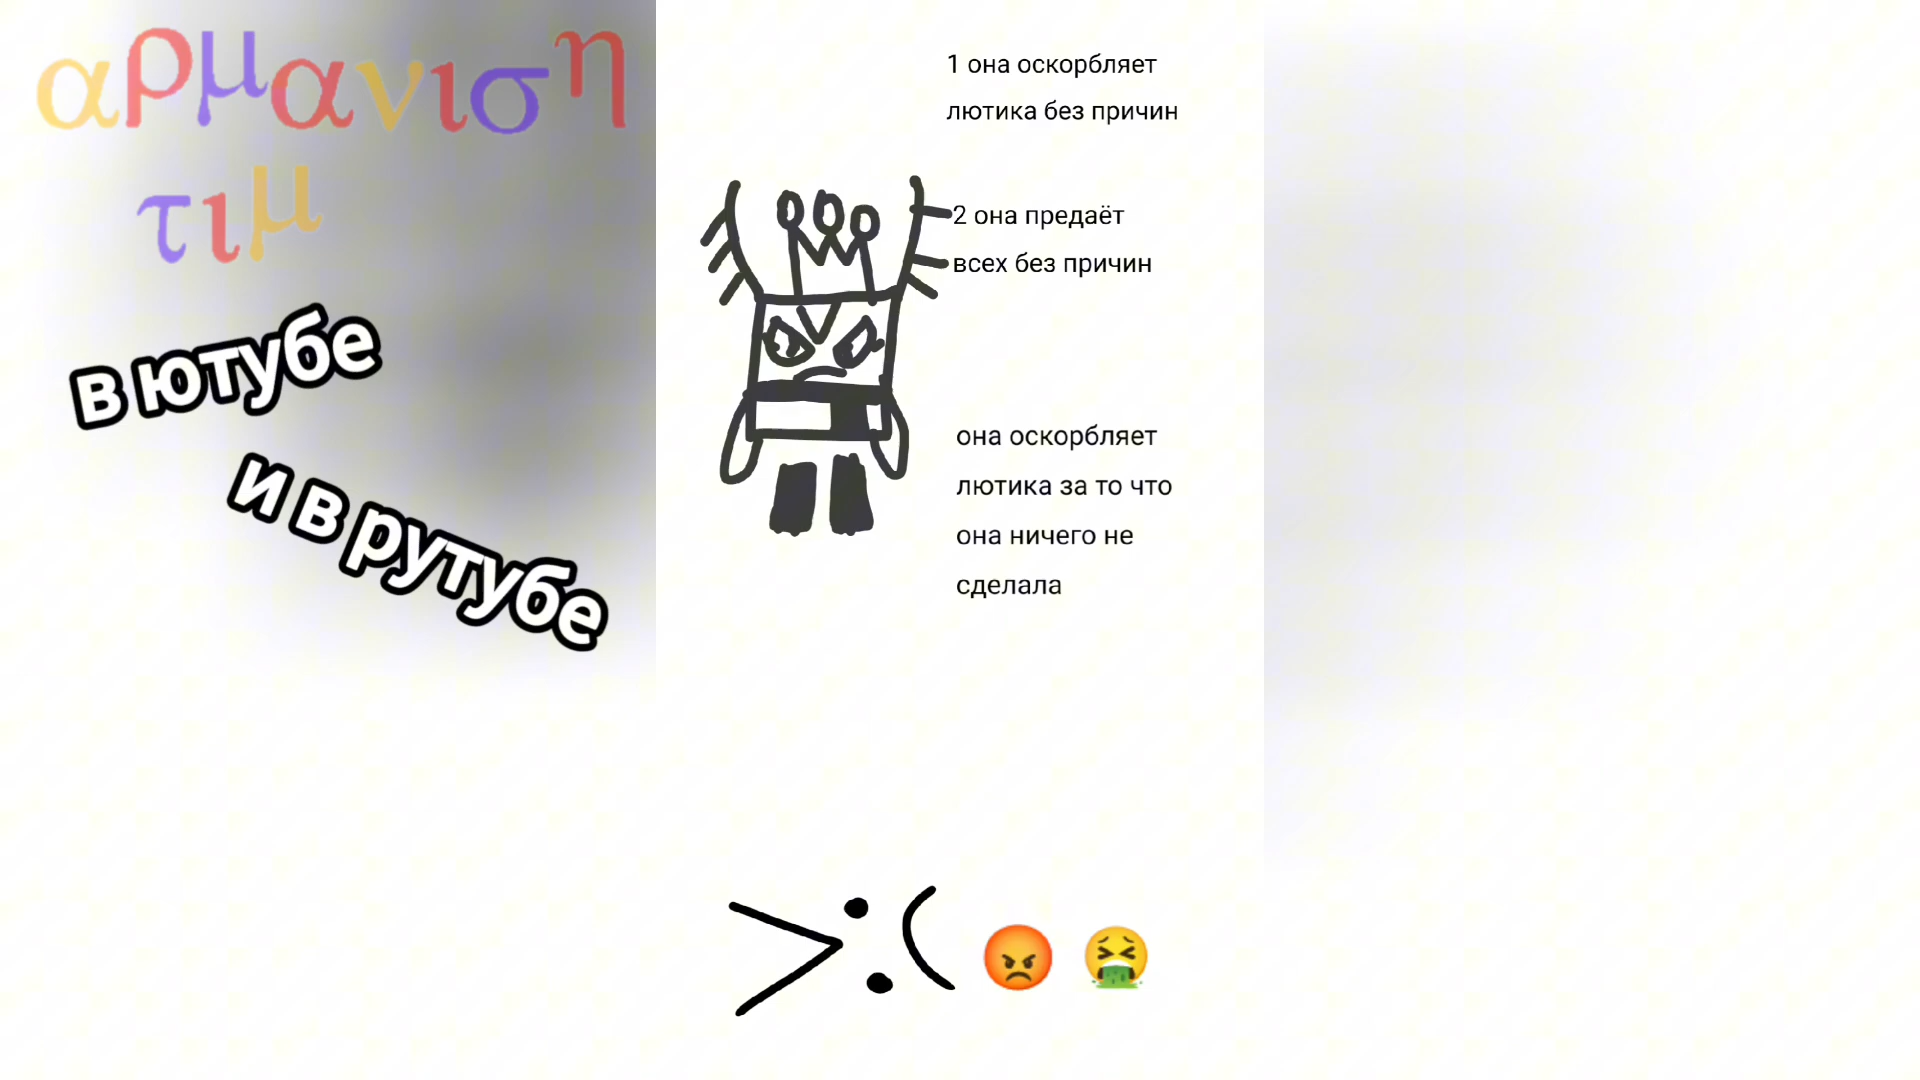 αρμανιση
τιμ
в ютубе
и в рутубе
1 она оскорбляет
лютика без причин
2 она предаёт
всех без причин
она оскорбляет
лютика за то что
она ничего не
сделала
>:(